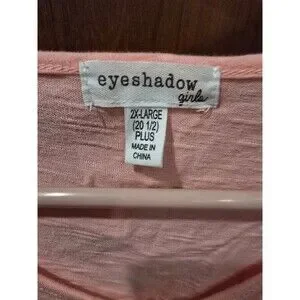 eyeshadow
girls
2X-LARGE
(20 1/2)
PLUS
MADE IN
CHINA